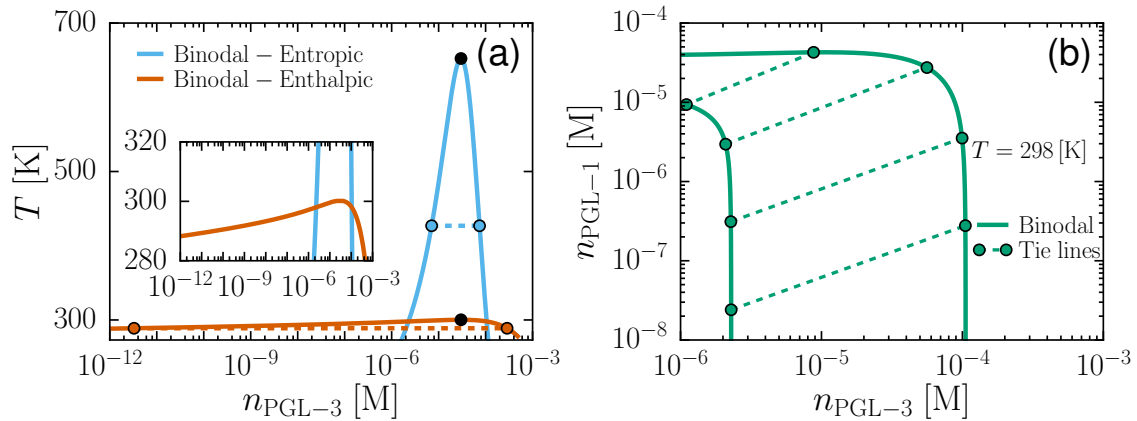 700
500
300
T [K]
Binodal – Entropic
Binodal – Enthalpic
(a)
320
300
280
10⁻¹² 10⁻⁹ 10⁻⁶ 10⁻³
10⁻¹² 10⁻⁹ 10⁻⁶ 10⁻³
n_PGL−3 [M]
10⁻⁴
10⁻⁵
10⁻⁶
10⁻⁷
10⁻⁸
n_PGL−1 [M]
(b)
T = 298 [K]
Binodal
Tie lines
10⁻⁶ 10⁻⁵ 10⁻⁴ 10⁻³
n_PGL−3 [M]